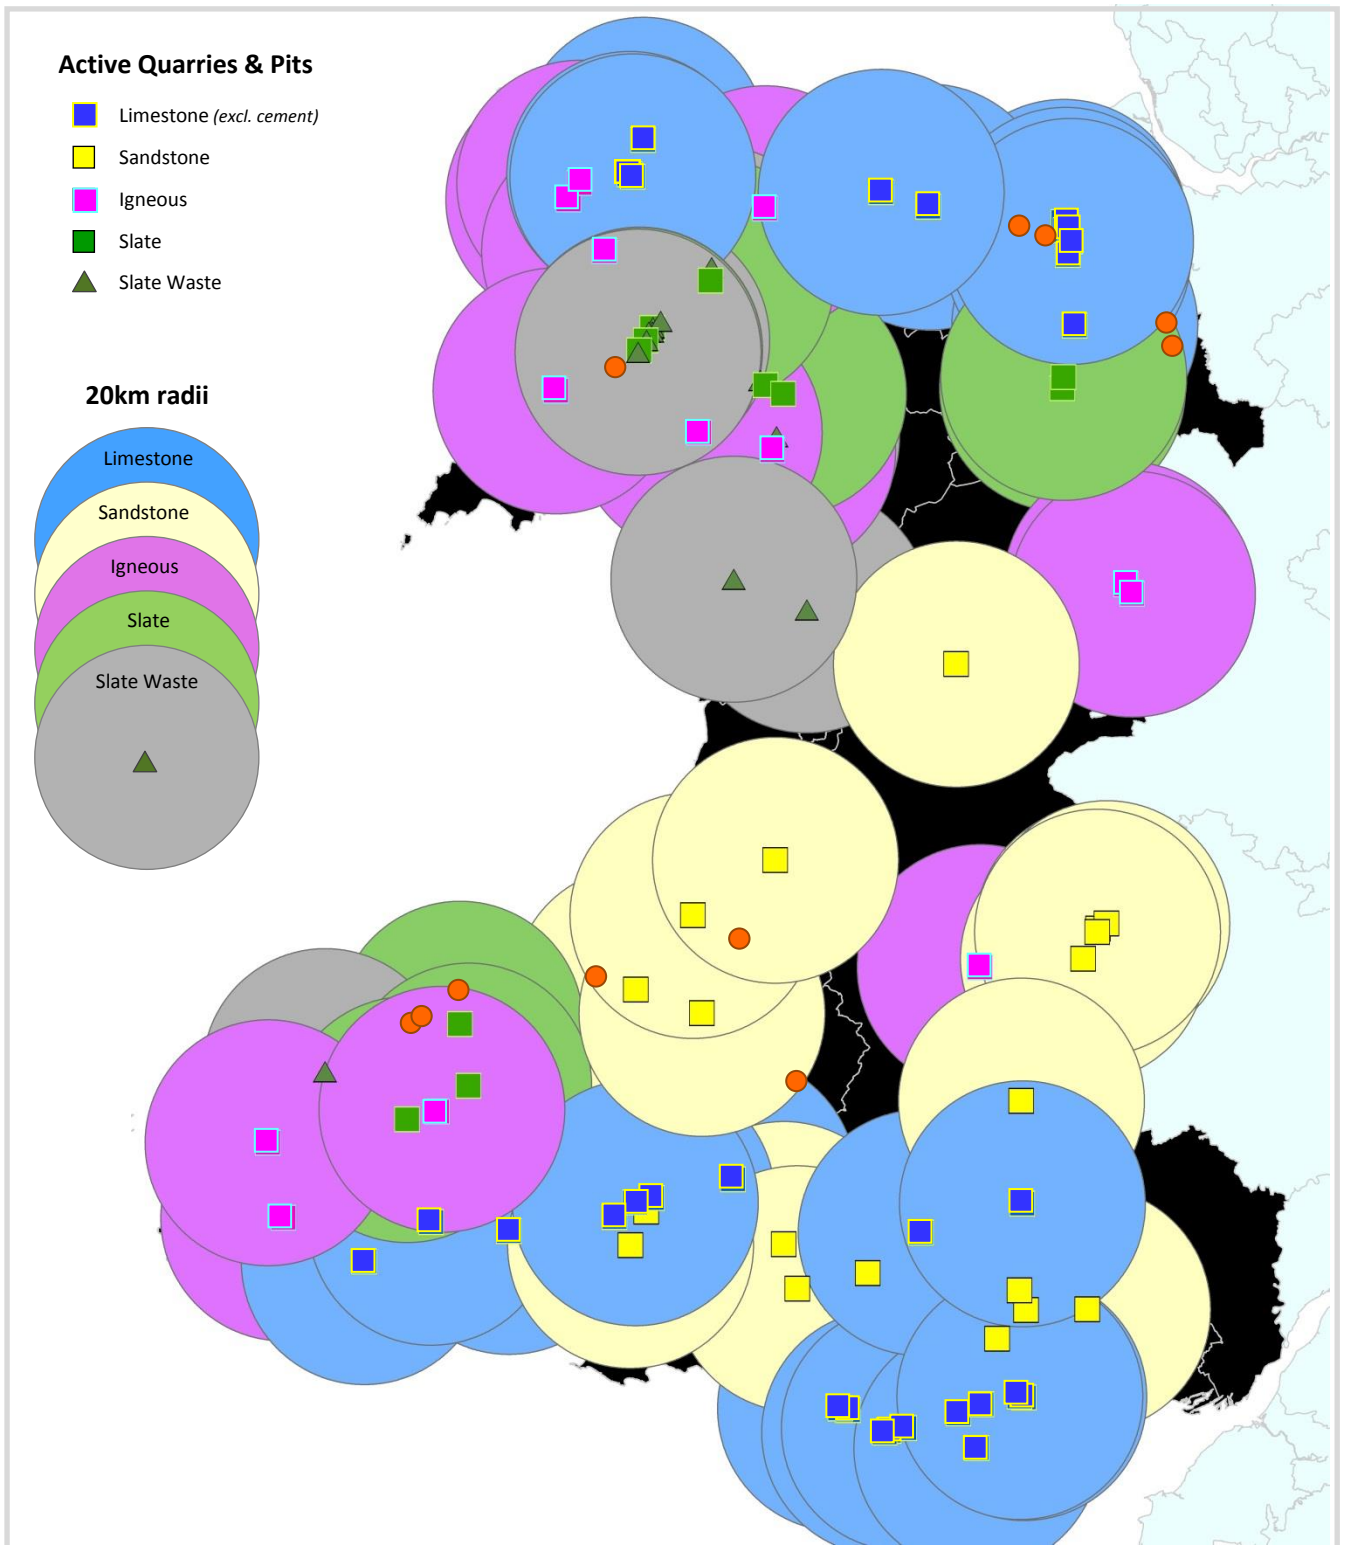 Active Quarries & Pits
Limestone (excl. cement)
Sandstone
Igneous
Slate
Slate Waste
20km radii
Limestone
Sandstone
Igneous
Slate
Slate Waste